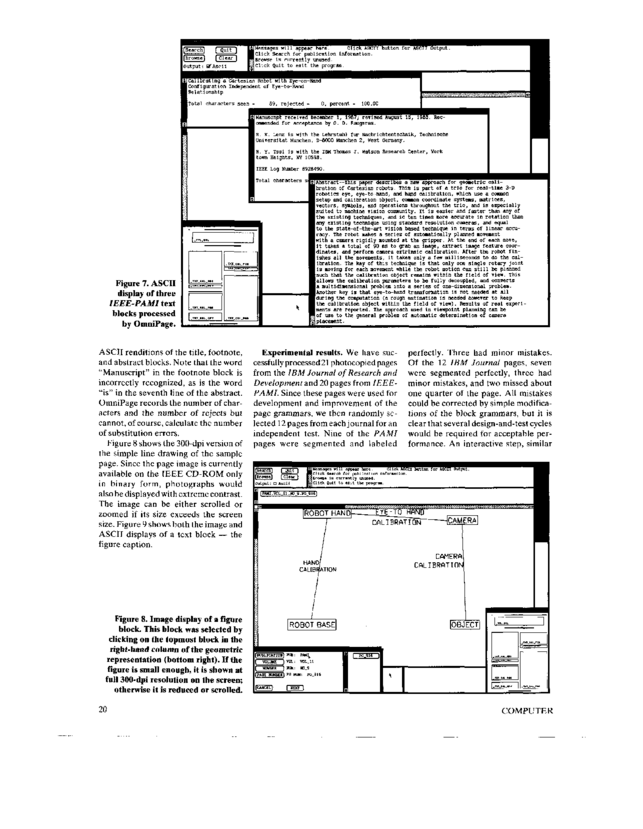 Search Quit
Browse Clear
Output: Ascii
Messages will appear here. Click ASCII button for ASCII Output.
Click Search for publication information.
Browse is currently unused.
Click Quit to exit the program.
Calibrating a Cartesian Robot with Eye-on-Hand
Configuration Independent of Eye-to-Hand
Relationship
Total characters seen = 89, rejected = 0, percent = 100.00
Manuscript received December 1, 1987; revised August 15, 1988. Rec-
ommended for acceptance by O. D. Faugeras.
R. K. Lenz is with the Lehrstuhl fur Nachrichtentechnik, Technische
Universitat Munchen, D-8000 Munchen 2, West Germany.
R. Y. Tsai is with the IBM Thomas J. Watson Research Center, York
town Heights, NY 10598.
IEEE Log Number 8928490.
Total characters
Abstract--This paper describes a new approach for geometric cali-
bration of Cartesian robots. This is part of a trio for real-time 3-D
robotics eye, eye-to hand, and hand calibration, which use a common
setup and calibration object, common coordinate systems, matrices,
vectors, symbols, and operations throughout the trio, and is especially
suited to machine vision community. It is easier and faster than any of
the existing techniques, and is ten times more accurate in rotation than
any existing technique using standard resolution cameras, and equal
to the state-of-the-art vision based technique in terms of linear accu-
racy. The robot makes a series of automatically planned movement
with a camera rigidly mounted at the gripper. At the end of each move,
it takes a total of 90 ms to grab an image, extract image feature coor-
dinates, and perform camera extrinsic calibration. After the robot fin-
ishes all the movements, it takes only a few milliseconds to do the cal-
ibration. The key of this technique is that only one single rotary joint
is moving for each movement while the robot motion can still be planned
such that the calibration object remains within the field of view. This
allows the calibration parameters to be fully decoupled, and converts
a multidimensional problem into a series of one-dimensional problems.
Another key is that eye-to-hand transformation is not needed at all
during the computation (a rough estimation is needed however to keep
the calibration object within the field of view). Results of real experi-
ments are reported. The approach used in viewpoint planning can be
of use to the general problem of automatic determination of camera
placement.
Figure 7. ASCII
display of three
IEEE-PAMI text
blocks processed
by OmniPage.
ASCII renditions of the title, footnote,
and abstract blocks. Note that the word
"Manuscript" in the footnote block is
incorrectly recognized, as is the word
"is" in the seventh line of the abstract.
OmniPage records the number of char-
acters and the number of rejects but
cannot, of course, calculate the number
of substitution errors.
Figure 8 shows the 300-dpi version of
the simple line drawing of the sample
page. Since the page image is currently
available on the IEEE CD-ROM only
in binary form, photographs would
also be displayed with extreme contrast.
The image can be either scrolled or
zoomed if its size exceeds the screen
size. Figure 9 shows both the image and
ASCII displays of a text block — the
figure caption.
Experimental results. We have suc-
cessfully processed 21 photocopied pages
from the IBM Journal of Research and
Development and 20 pages from IEEE-
PAMI. Since these pages were used for
development and improvement of the
page grammars, we then randomly se-
lected 12 pages from each journal for an
independent test. Nine of the PAMI
pages were segmented and labeled
perfectly. Three had minor mistakes.
Of the 12 IBM Journal pages, seven
were segmented perfectly, three had
minor mistakes, and two missed about
one quarter of the page. All mistakes
could be corrected by simple modifica-
tions of the block grammars, but it is
clear that several design-and-test cycles
would be required for acceptable per-
formance. An interactive step, similar
Search Quit
Browse Clear
Output: Ascii
Messages will appear here. Click ASCII button for ASCII Output.
Click Search for publication information.
Browse is currently unused.
Click Quit to exit the program.
ROBOT HAND
EYE-TO HAND
CALIBRATION
CAMERA
HAND
CALIBRATION
CAMERA
CALIBRATION
ROBOT BASE
OBJECT
PUBLICATION PUB: PAMI
VOLUME VOL: VOL_11
NUMBER NUM: NO_9
PAGE NUMBER
CANCEL
Figure 8. Image display of a figure
block. This block was selected by
clicking on the topmost block in the
right-hand column of the geometric
representation (bottom right). If the
figure is small enough, it is shown at
full 300-dpi resolution on the screen;
otherwise it is reduced or scrolled.
20
COMPUTER